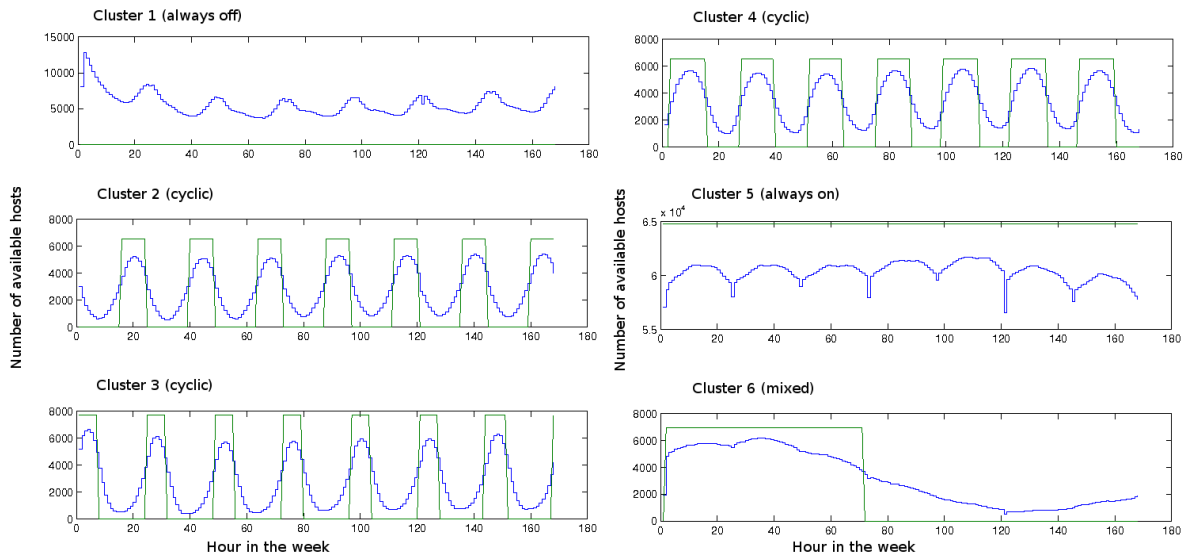 Cluster 1 (always off)
15000
10000
5000
0
0 20 40 60 80 100 120 140 160 180
Cluster 2 (cyclic)
8000
6000
4000
2000
0
0 20 40 60 80 100 120 140 160 180
Cluster 3 (cyclic)
8000
6000
4000
2000
0
0 20 40 60 80 100 120 140 160 180
Number of available hosts
Hour in the week
Cluster 4 (cyclic)
8000
6000
4000
2000
0
0 20 40 60 80 100 120 140 160 180
Cluster 5 (always on)
x 10⁴
6.5
6
5.5
0 20 40 60 80 100 120 140 160 180
Cluster 6 (mixed)
8000
6000
4000
2000
0
0 20 40 60 80 100 120 140 160 180
Number of available hosts
Hour in the week